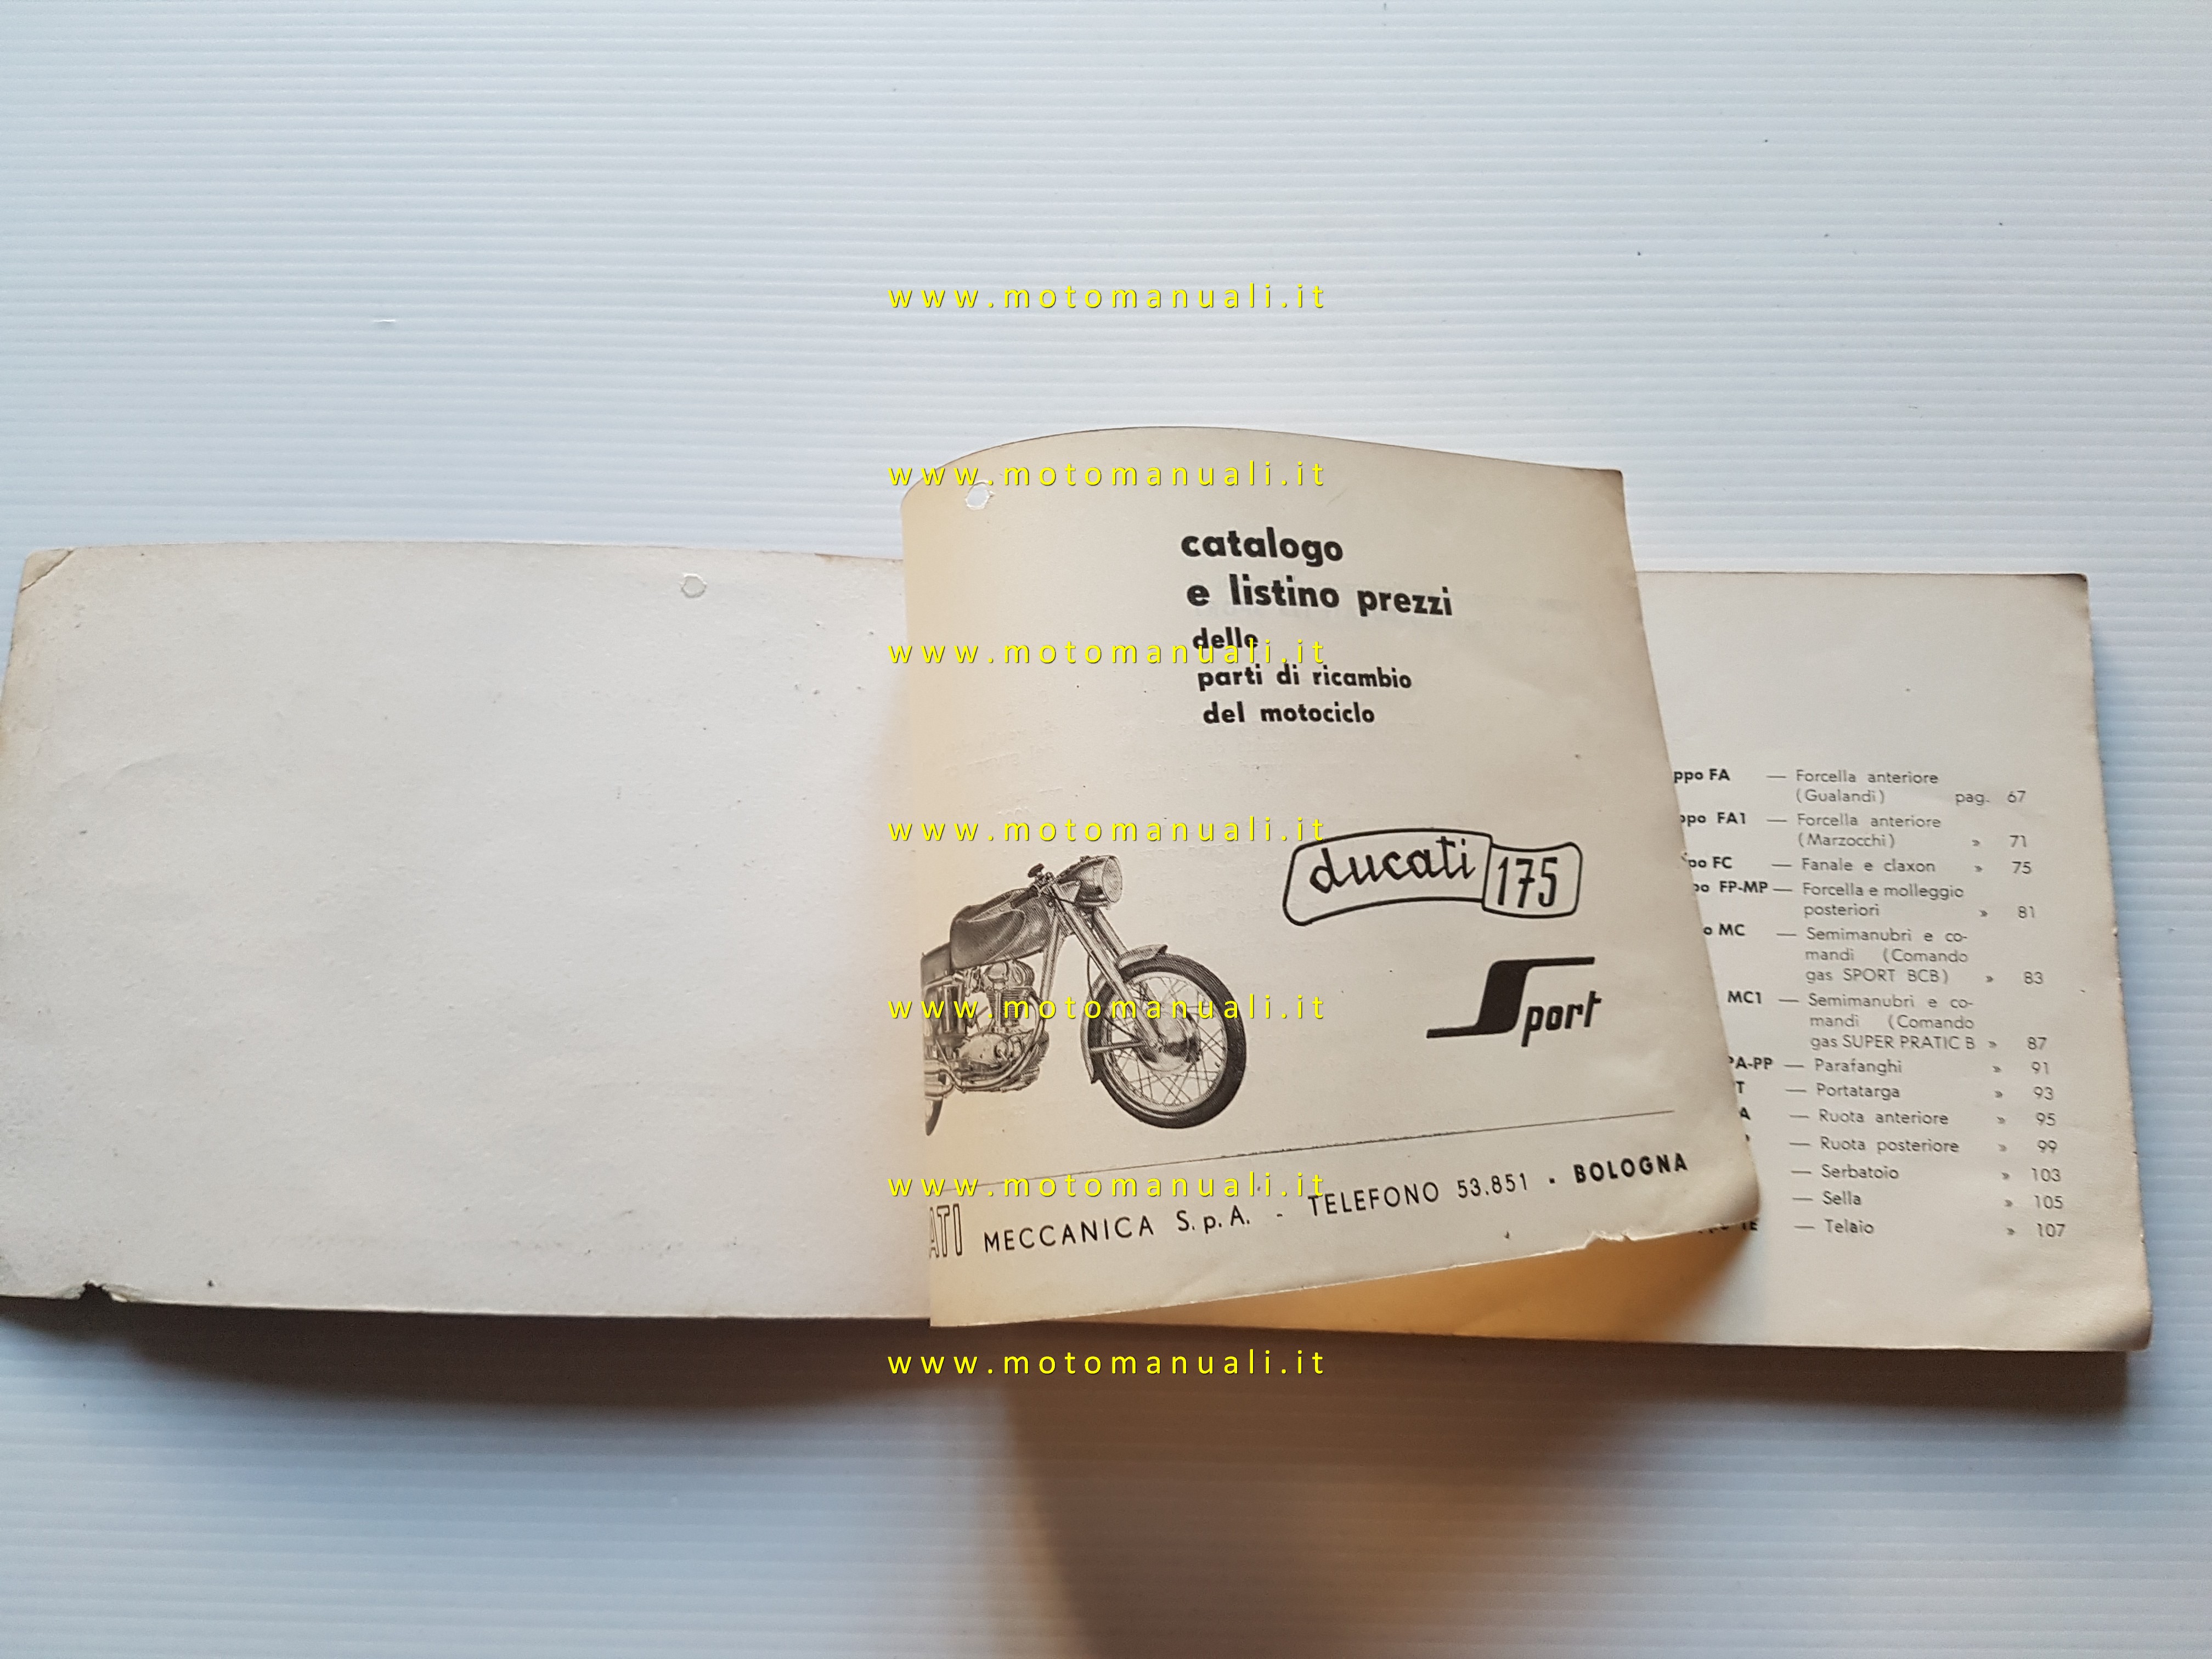 www.motomanuali.it
www.motomanuali.it
catalogo
e listino prezzi
delle
www.motomanuali.it
parti di ricambio
del motociclo
www.motomanuali.it
ducati 175
Sport
www.motomanuali.it
www.motomanuali.it
ATI MECCANICA S.p.A. - TELEFONO 53.851 - BOLOGNA
www.motomanuali.it
ppo FA — Forcella anteriore
(Gualandi) pag. 67
ppo FA1 — Forcella anteriore
(Marzocchi) » 71
po FC — Fanale e claxon » 75
po FP-MP — Forcella e molleggio
posteriori » 81
o MC — Semimanubri e co-
mandi (Comando
gas SPORT BCB) » 83
MC1 — Semimanubri e co-
mandi (Comando
gas SUPER PRATIC B » 87
PA-PP — Parafanghi » 91
T — Portatarga » 93
A — Ruota anteriore » 95
— Ruota posteriore » 99
— Serbatoio » 103
— Sella » 105
TE — Telaio » 107